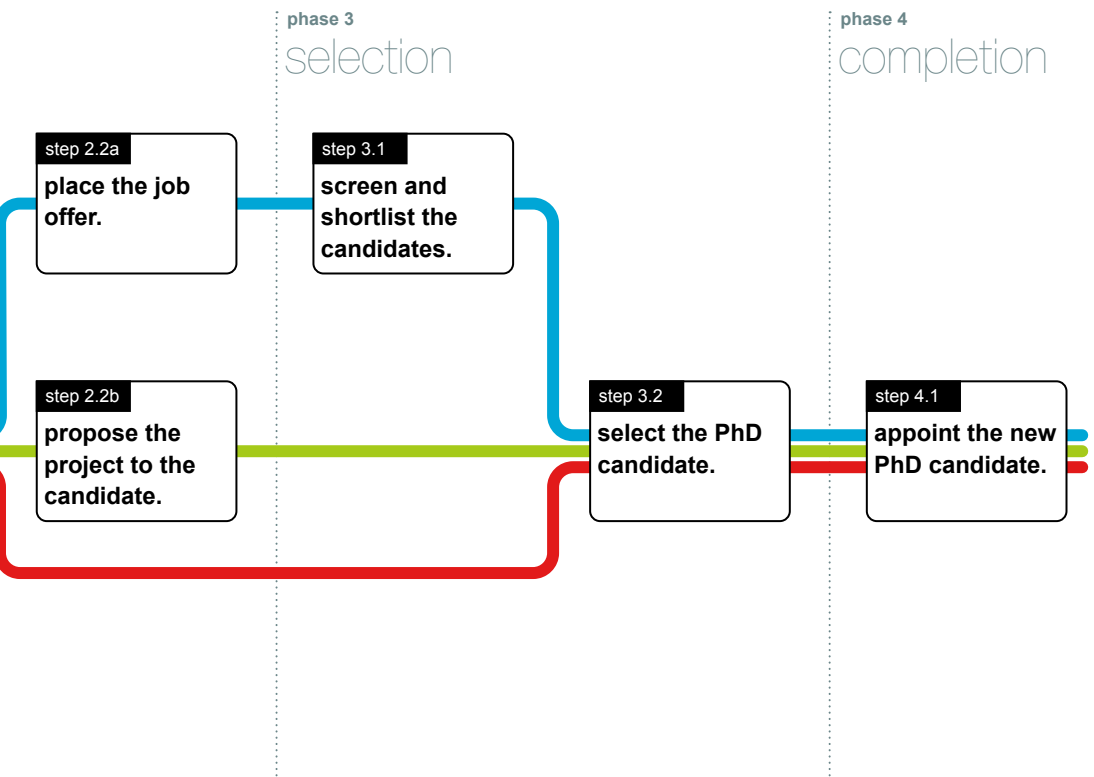 phase 3
selection
phase 4
completion
step 2.2a
place the job
offer.
step 3.1
screen and
shortlist the
candidates.
step 2.2b
propose the
project to the
candidate.
step 3.2
select the PhD
candidate.
step 4.1
appoint the new
PhD candidate.